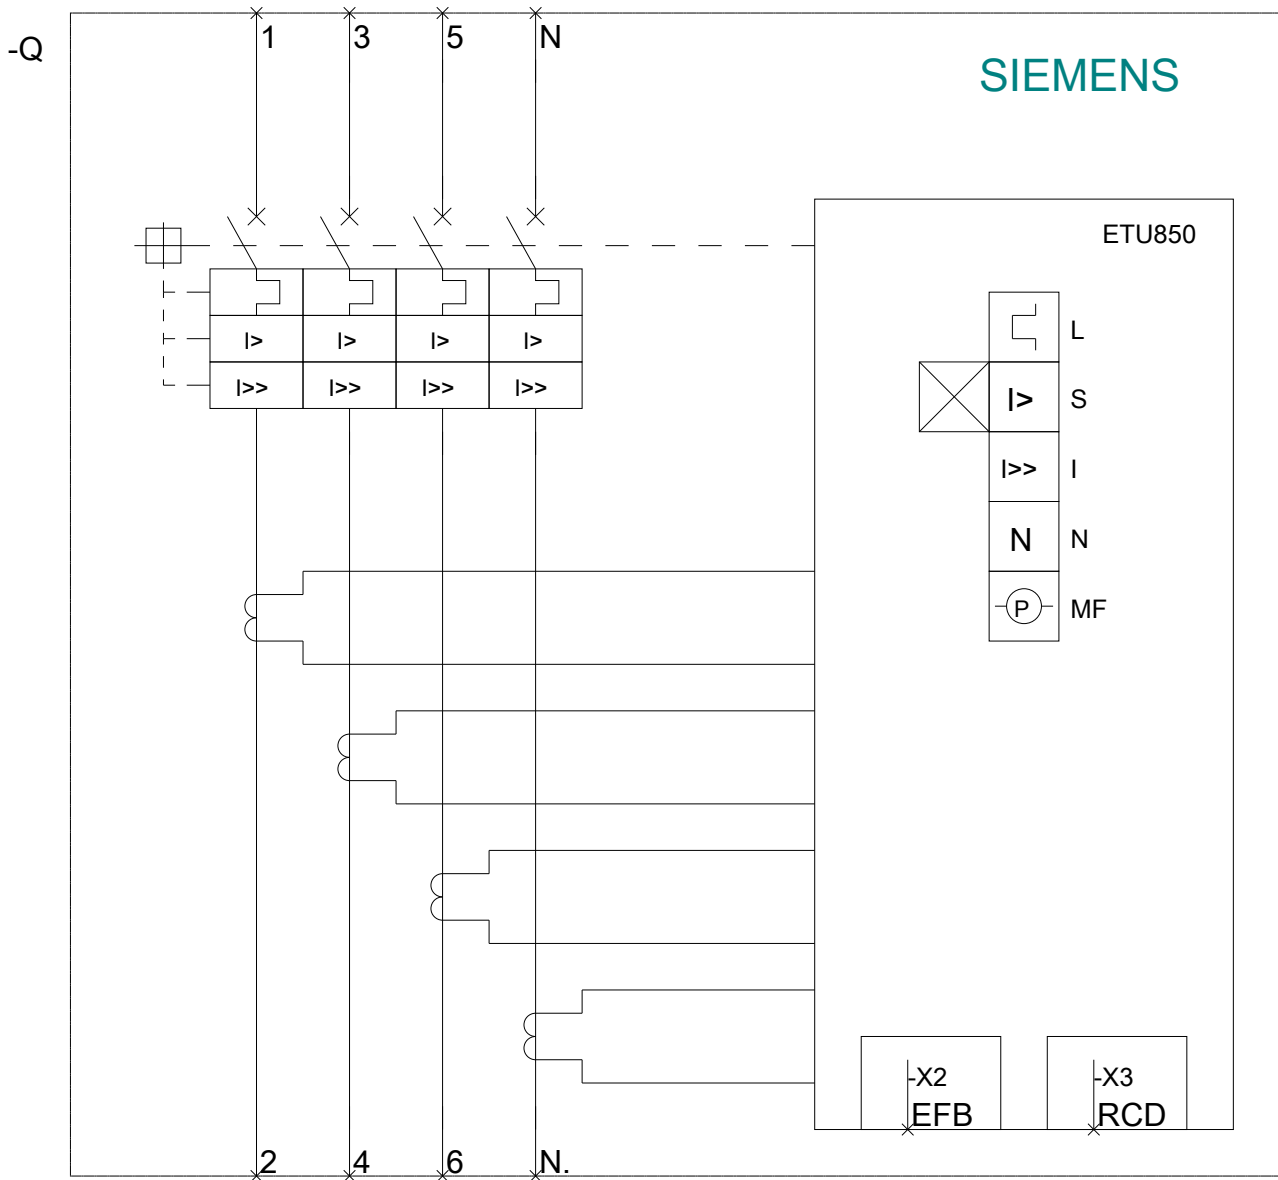 1 3 5 N
-Q
SIEMENS
ETU850
L
I> I> I> I>
I>> I>> I>> I>>
I> S
I>> I
N N
P MF
-X2 -X3
EFB RCD
2 4 6 N.